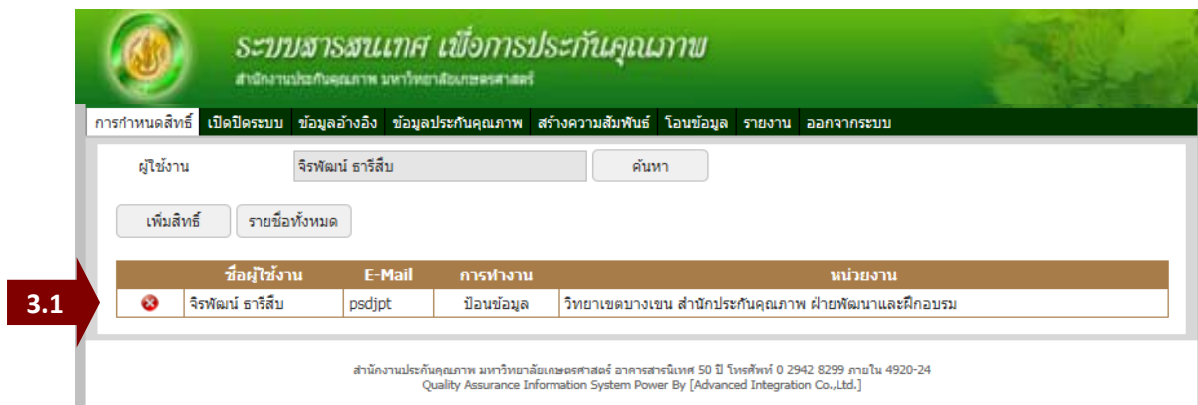 ระบบสารสนเทศ เพื่อการประกันคุณภาพ
สำนักงานประกันคุณภาพ มหาวิทยาลัยเกษตรศาสตร์
การกำหนดสิทธิ์ เปิดปิดระบบ ข้อมูลอ้างอิง ข้อมูลประกันคุณภาพ สร้างความสัมพันธ์ โอนข้อมูล รายงาน ออกจากระบบ
ผู้ใช้งาน จิรพัฒน์ ธารีสืบ ค้นหา
เพิ่มสิทธิ์ รายชื่อทั้งหมด
ชื่อผู้ใช้งาน E-Mail การทำงาน หน่วยงาน
3.1 จิรพัฒน์ ธารีสืบ psdjpt ป้อนข้อมูล วิทยาเขตบางเขน สำนักประกันคุณภาพ ฝ่ายพัฒนาและฝึกอบรม
สำนักงานประกันคุณภาพ มหาวิทยาลัยเกษตรศาสตร์ อาคารสารนิเทศ 50 ปี โทรศัพท์ 0 2942 8299 ภายใน 4920-24
Quality Assurance Information System Power By [Advanced Integration Co.,Ltd.]